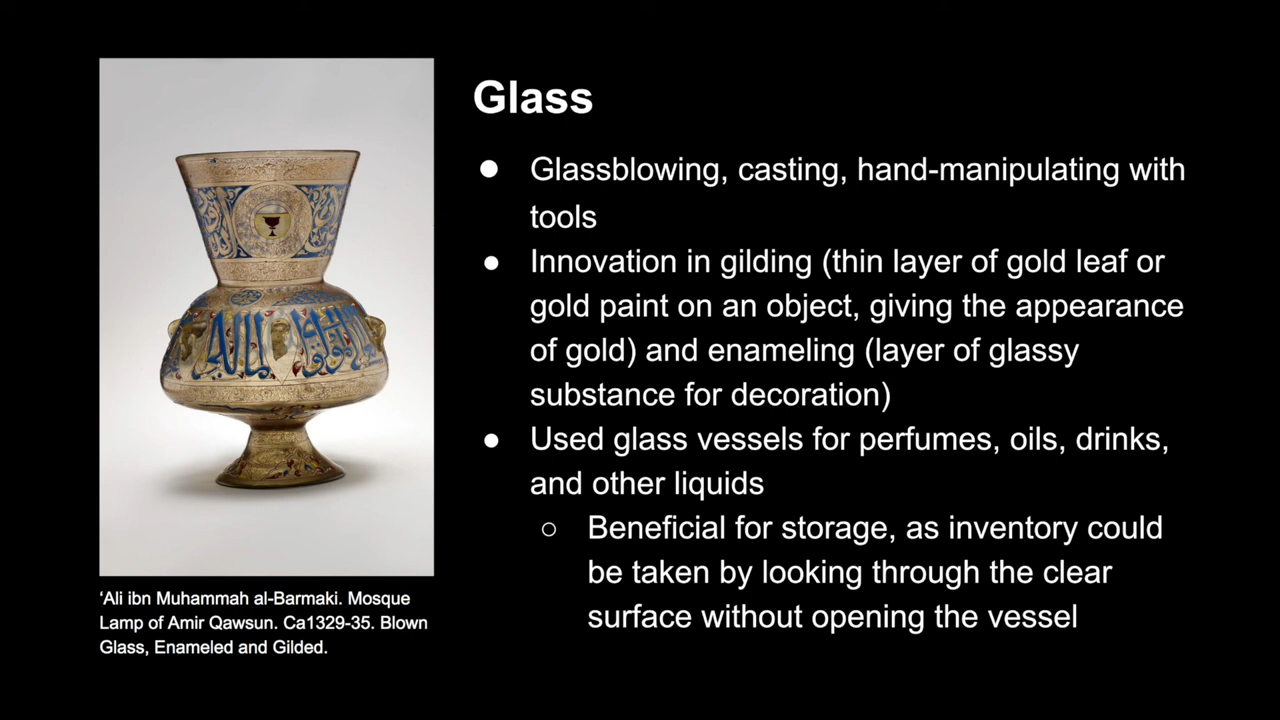 Glass
● Glassblowing, casting, hand-manipulating with
tools
● Innovation in gilding (thin layer of gold leaf or
gold paint on an object, giving the appearance
of gold) and enameling (layer of glassy
substance for decoration)
● Used glass vessels for perfumes, oils, drinks,
and other liquids
○ Beneficial for storage, as inventory could
be taken by looking through the clear
surface without opening the vessel
‘Ali ibn Muhammah al-Barmaki. Mosque
Lamp of Amir Qawsun. Ca1329-35. Blown
Glass, Enameled and Gilded.